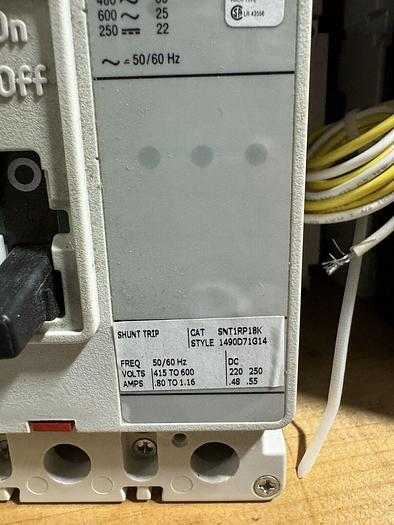 480 ~
600 ~ 25
250 ⎓ 22
~ = 50/60 Hz
LR 43556
On
Off
SHUNT TRIP CAT SNT1RP18K
STYLE 1490D71G14
FREQ 50/60 Hz DC
VOLTS 415 TO 600 220 250
AMPS .80 TO 1.16 .48 .55